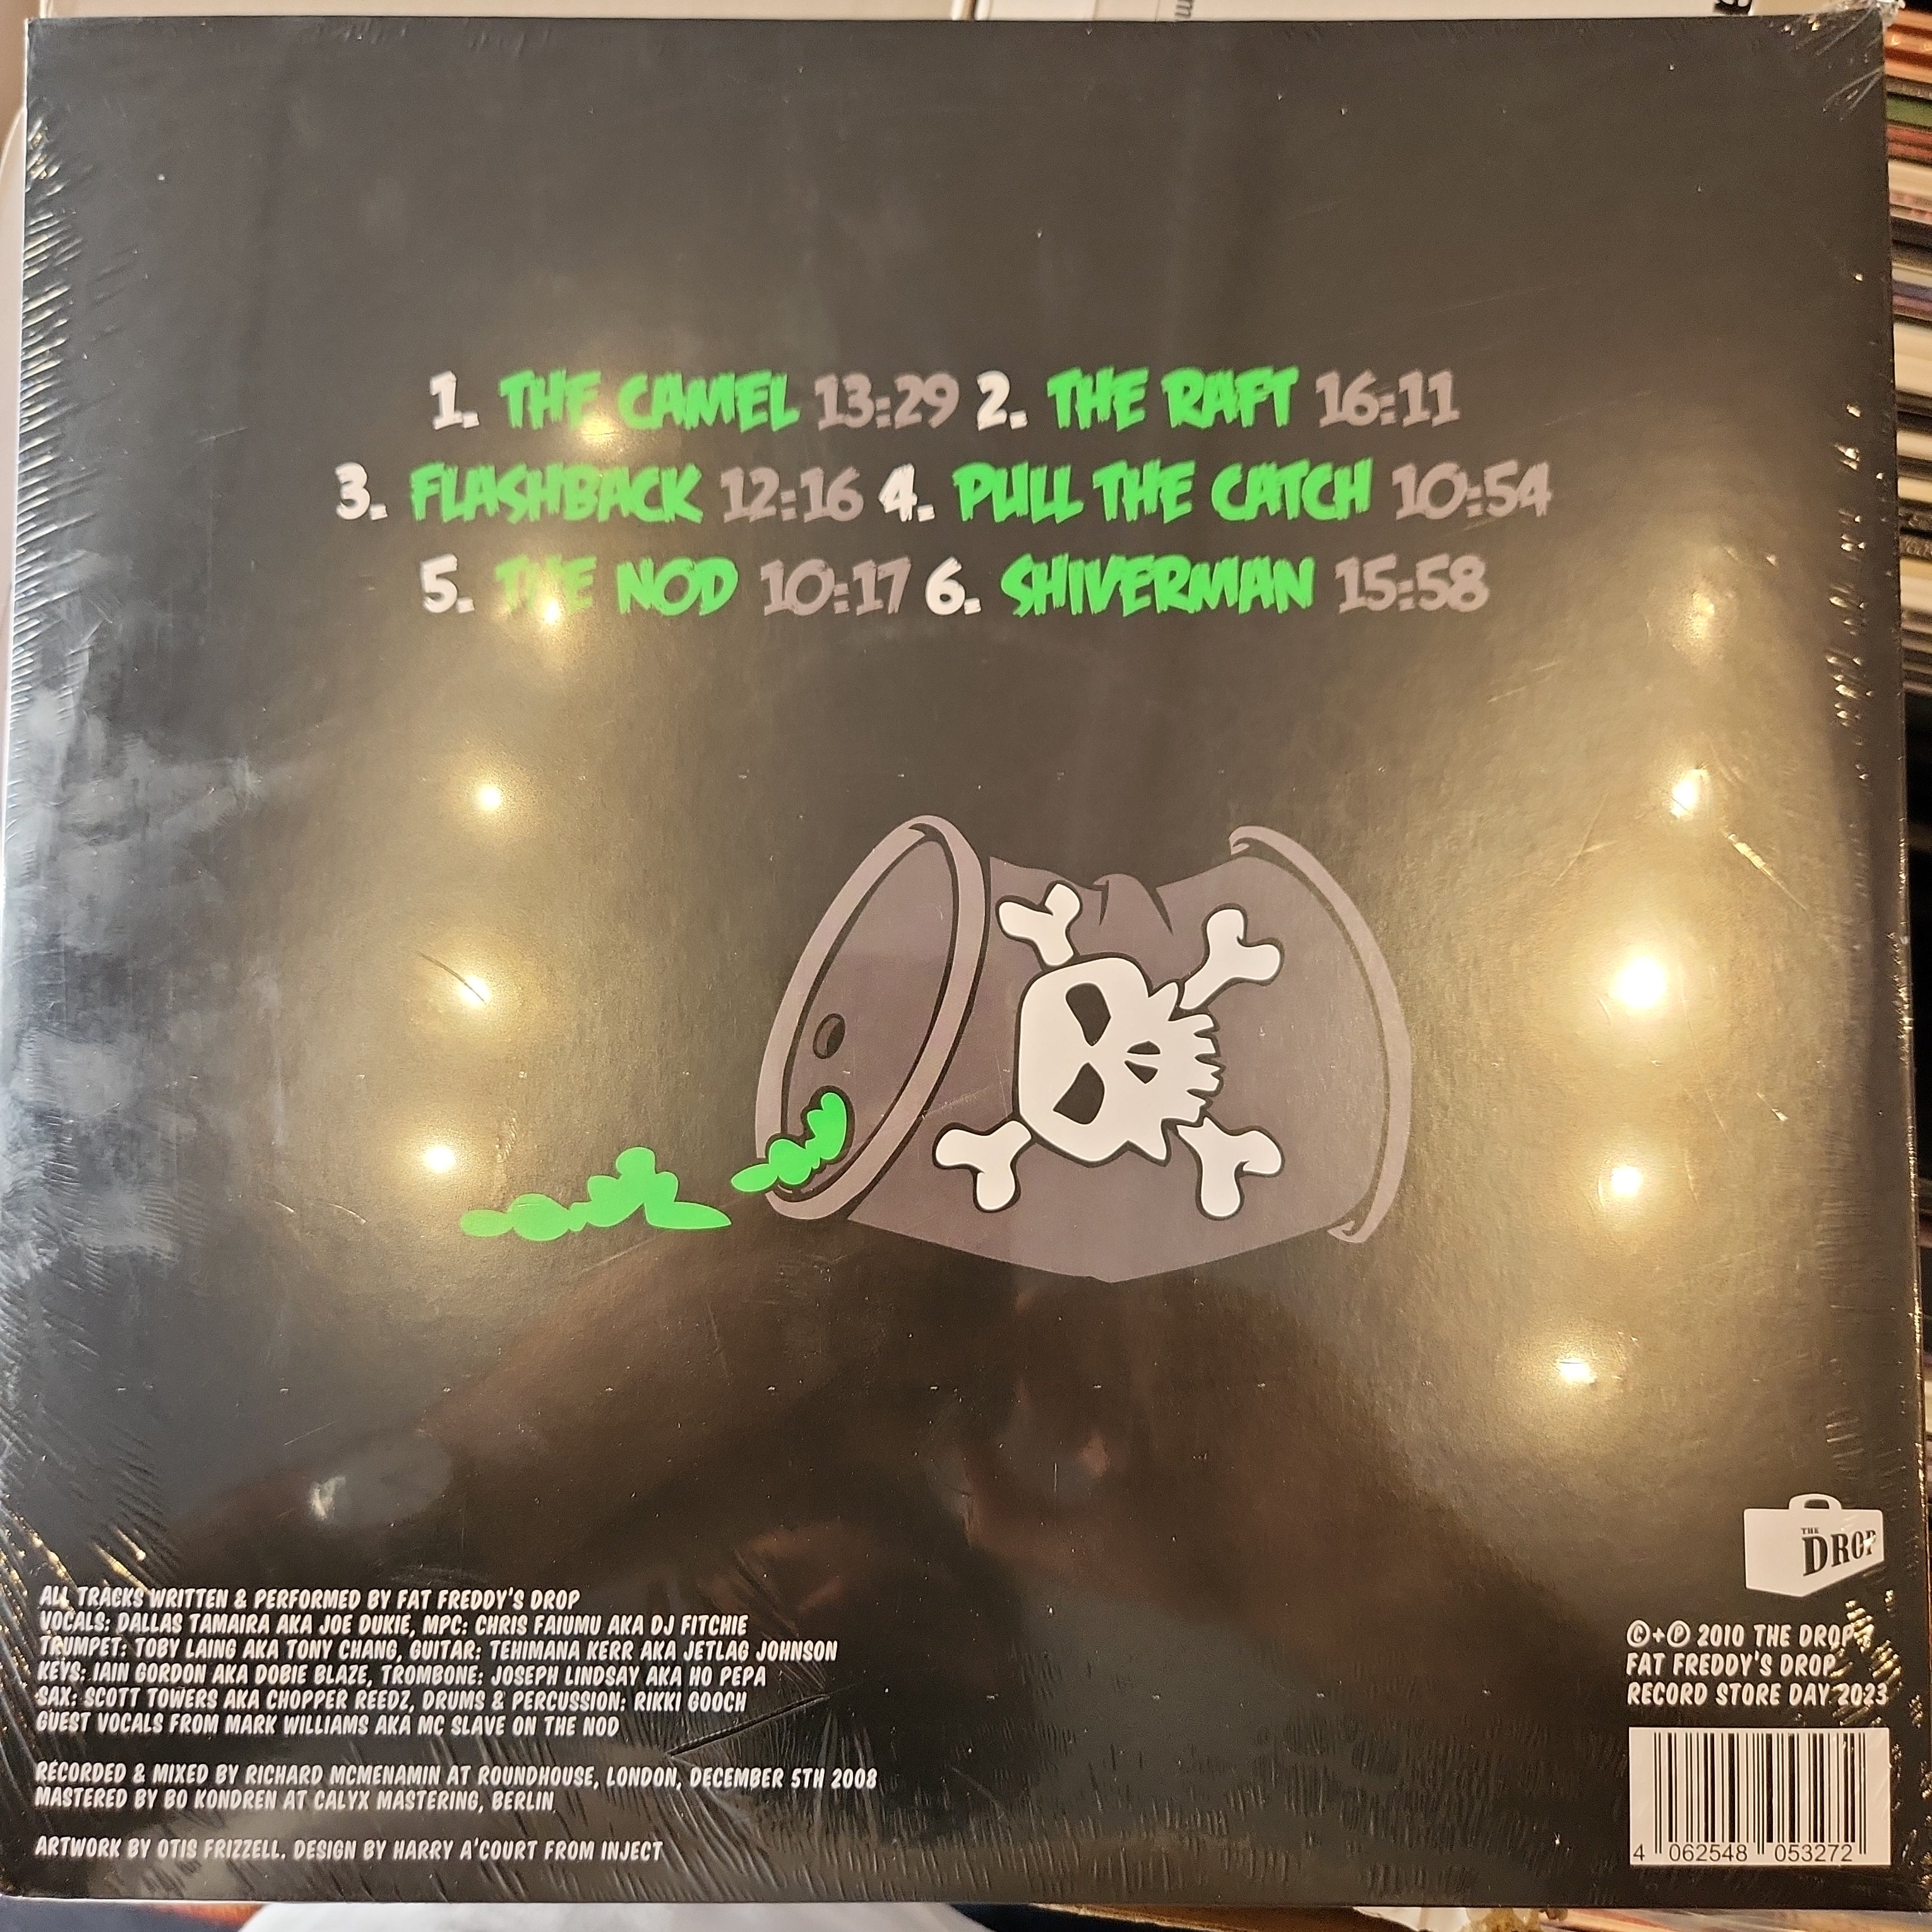 1. THE CAMEL 13:29 2. THE RAFT 16:11
3. FLASHBACK 12:16 4. PULL THE CATCH 10:54
5. THE NOD 10:17 6. SHIVERMAN 15:58
ALL TRACKS WRITTEN & PERFORMED BY FAT FREDDY'S DROP
VOCALS: DALLAS TAMAIRA AKA JOE DUKIE, MPC: CHRIS FAIUMU AKA DJ FITCHIE
TRUMPET: TOBY LAING AKA TONY CHANG, GUITAR: TEHIMANA KERR AKA JETLAG JOHNSON
KEYS: IAIN GORDON AKA DOBIE BLAZE, TROMBONE: JOSEPH LINDSAY AKA HO PEPA
SAX: SCOTT TOWERS AKA CHOPPER REEDZ, DRUMS & PERCUSSION: RIKKI GOOCH
GUEST VOCALS FROM MARK WILLIAMS AKA MC SLAVE ON THE NOD
RECORDED & MIXED BY RICHARD MCMENAMIN AT ROUNDHOUSE, LONDON, DECEMBER 5TH 2008
MASTERED BY BO KONDREN AT CALYX MASTERING, BERLIN
ARTWORK BY OTIS FRIZZELL. DESIGN BY HARRY A'COURT FROM INJECT
THE
DROP
©+℗ 2010 THE DROP
FAT FREDDY'S DROP
RECORD STORE DAY 2023
4 062548 053272